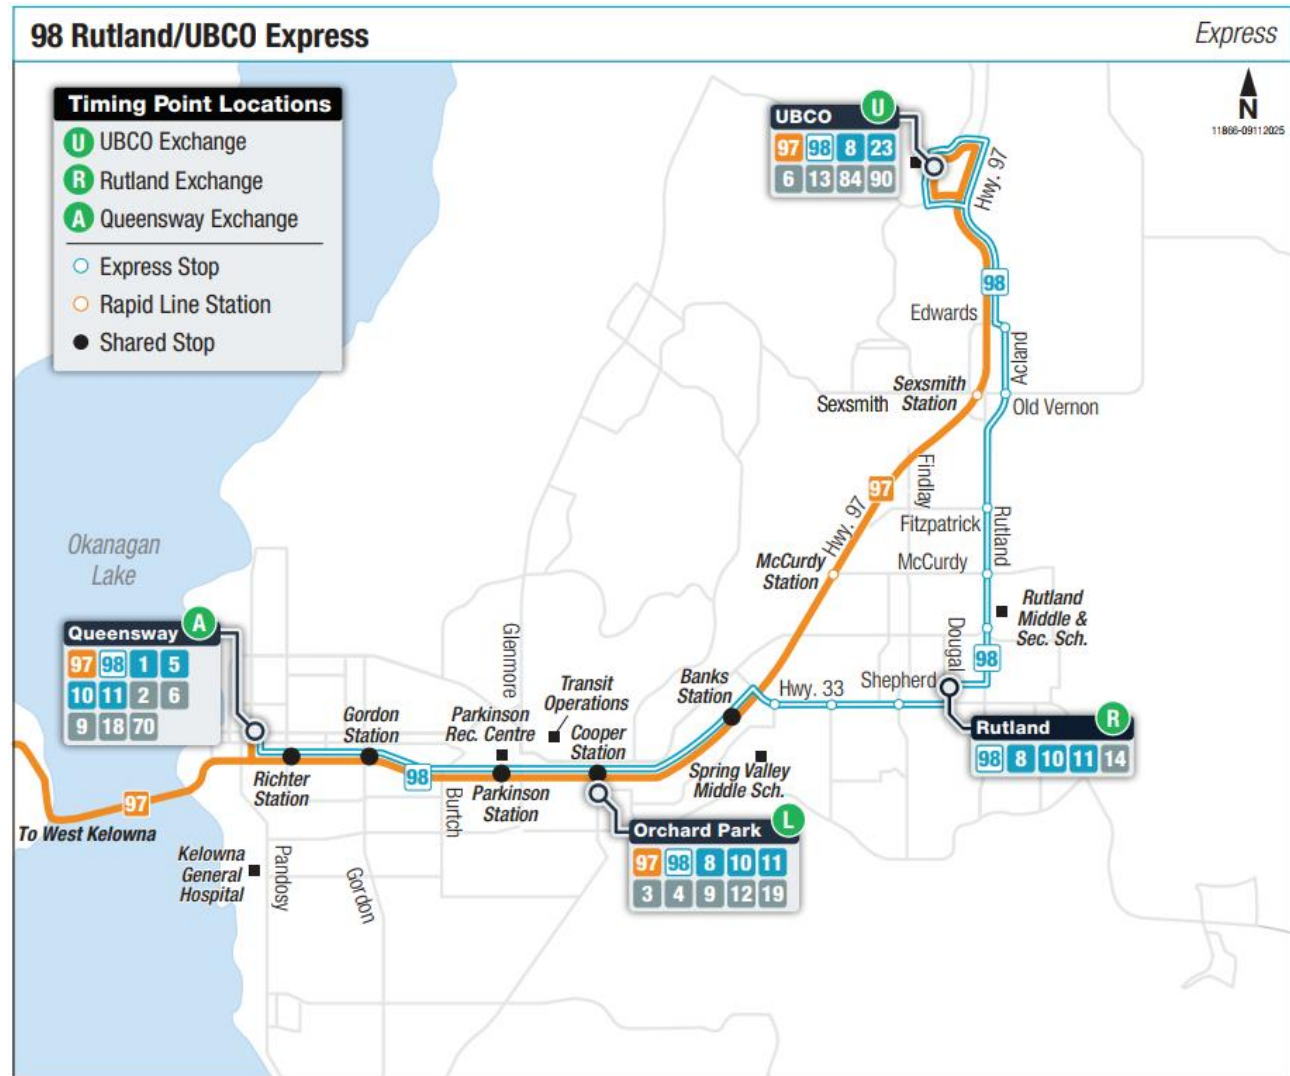 98 Rutland/UBCO Express
Express
Timing Point Locations
U UBCO Exchange
R Rutland Exchange
A Queensway Exchange
Express Stop
Rapid Line Station
Shared Stop
N
11866-09112025
UBCO U
97 98 8 23
6 13 84 90
Hwy. 97
98
Edwards
Acland
Sexsmith
Station
Sexsmith
Old Vernon
Findlay
97
Hwy. 97
Fitzpatrick
Rutland
McCurdy
Station
McCurdy
Rutland
Middle &
Sec. Sch.
Okanagan
Lake
Queensway A
97 98 1 5
10 11 2 6
9 18 70
Glenmore
Dougal
98
Banks
Station
Hwy. 33
Shepherd
Transit
Operations
Gordon
Station
Parkinson
Rec. Centre
Cooper
Station
Rutland R
98 8 10 11 14
Richter
Station
98
Burtch
Parkinson
Station
Spring Valley
Middle Sch.
97
To West Kelowna
Orchard Park L
97 98 8 10 11
3 4 9 12 19
Kelowna
General
Hospital
Pandosy
Gordon